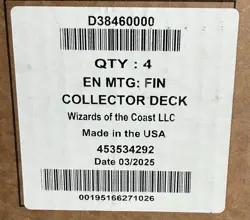 D38460000
QTY : 4
EN MTG: FIN
COLLECTOR DECK
Wizards of the Coast LLC
Made in the USA
453534292
Date 03/2025
00195166271026